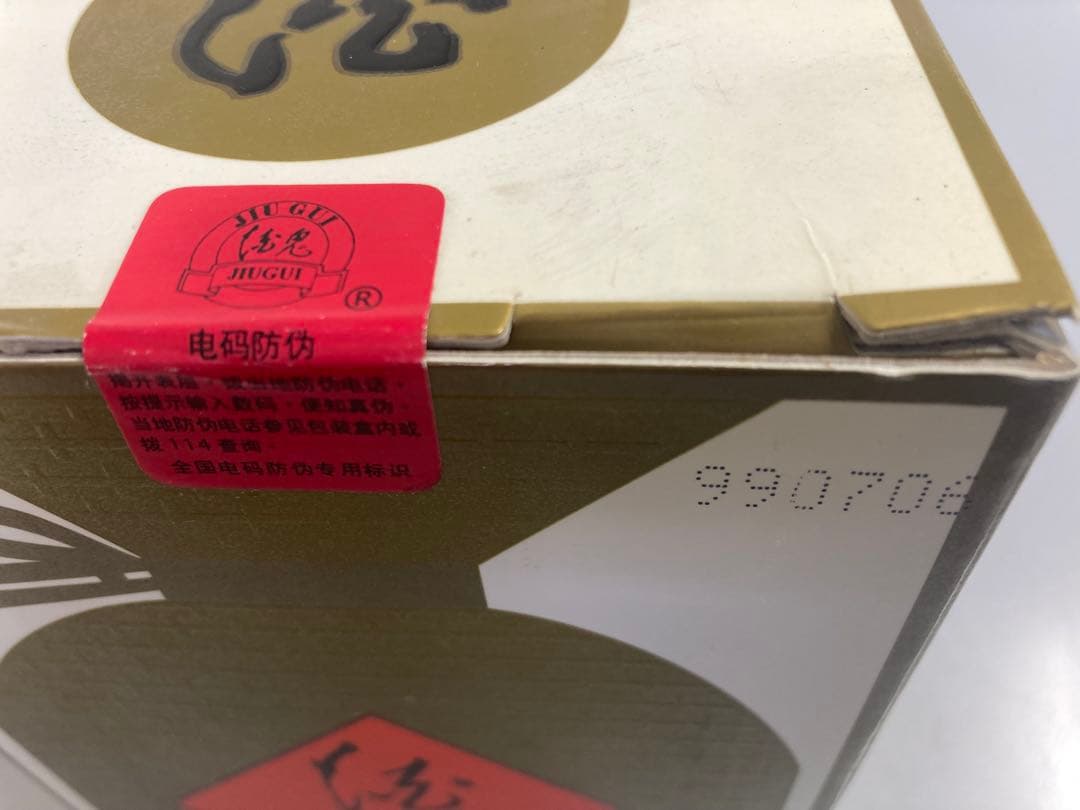 JIU GUI
酒鬼
JIUGUI
®
电码防伪
揭开表层，拨当地防伪电话，
按提示输入数码，便知真伪。
当地防伪电话参见包装盒内或
拨114查询。
全国电码防伪专用标识
990706